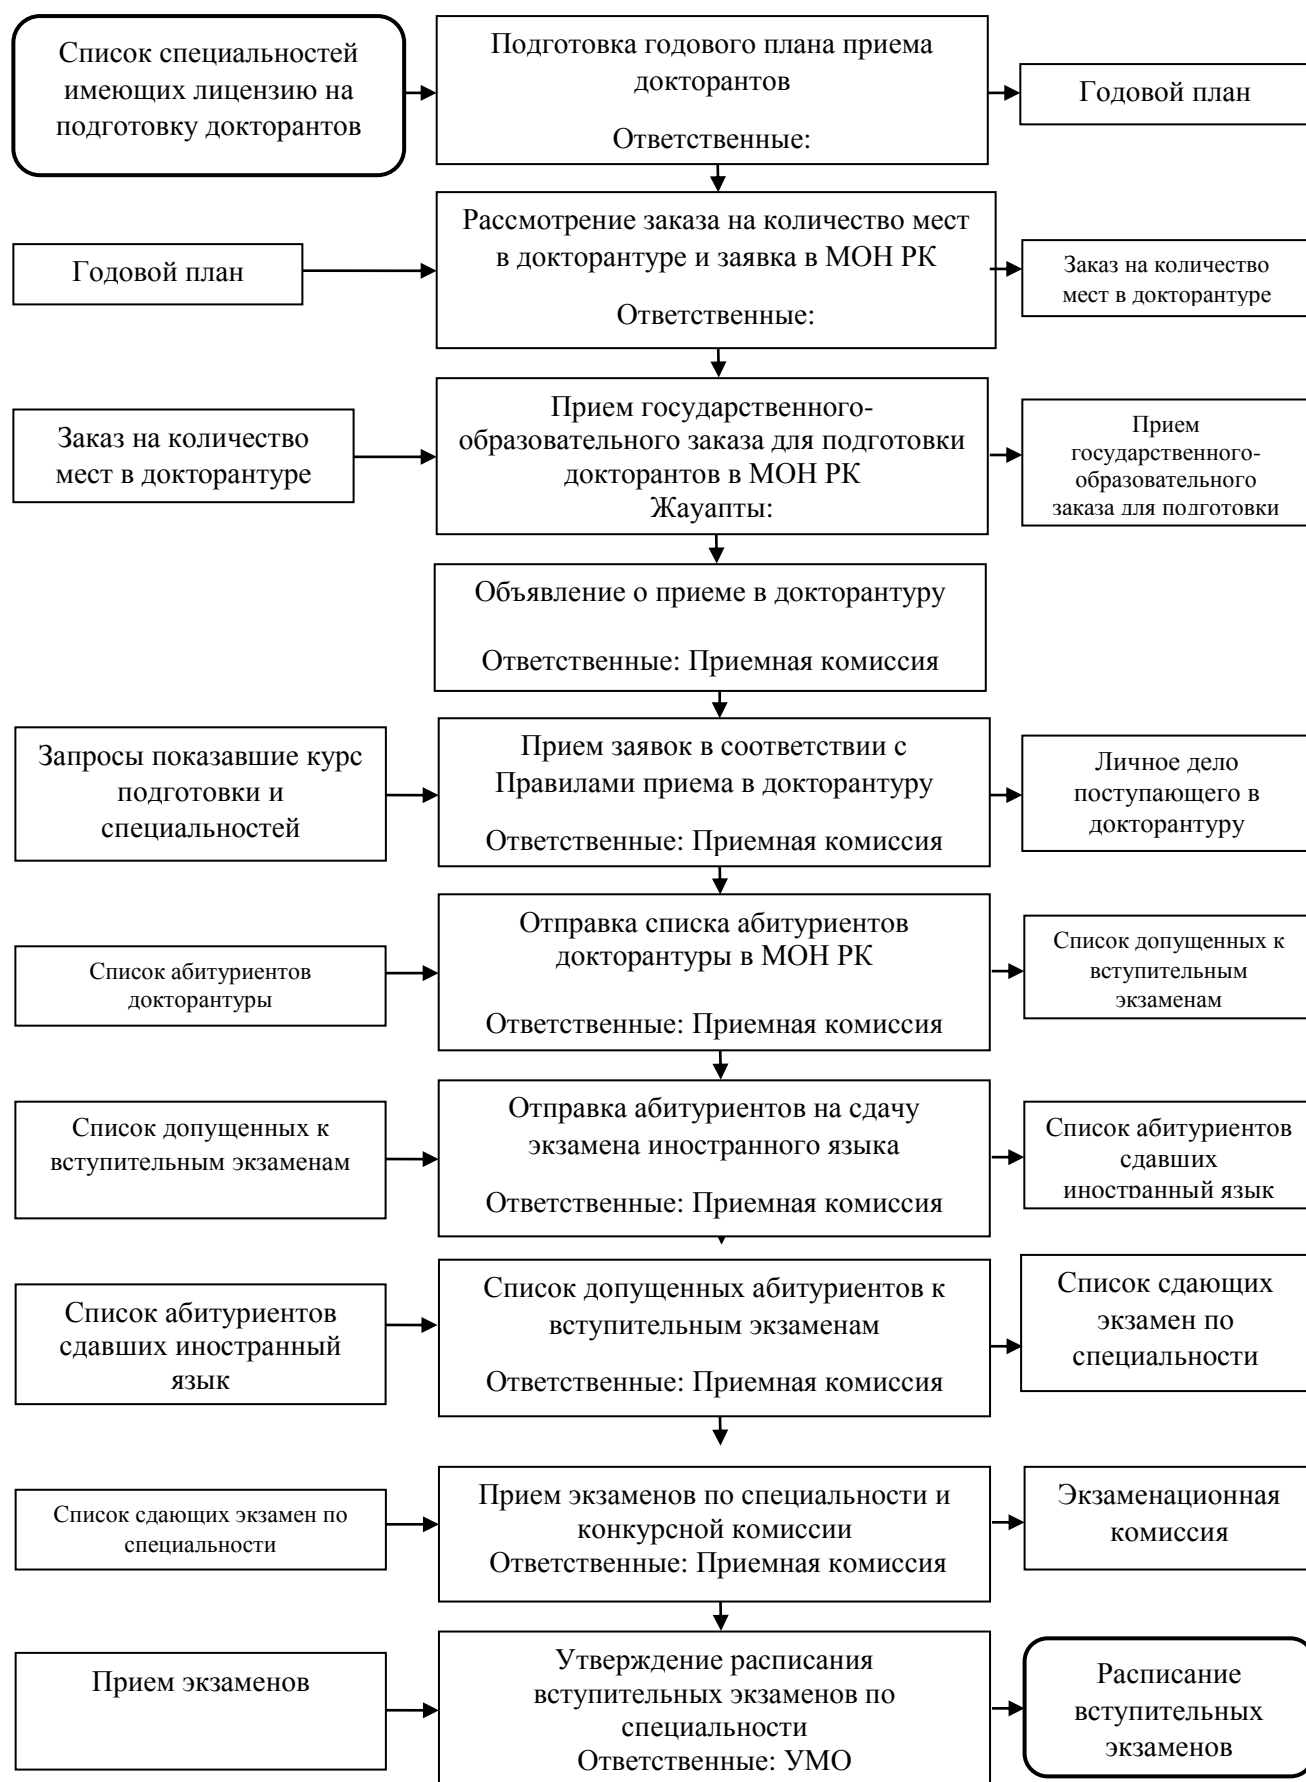 Список специальностей
имеющих лицензию на
подготовку докторантов
Подготовка годового плана приема
докторантов
Ответственные:
Годовой план
Годовой план
Рассмотрение заказа на количество мест
в докторантуре и заявка в МОН РК
Ответственные:
Заказ на количество
мест в докторантуре
Заказ на количество
мест в докторантуре
Прием государственного-
образовательного заказа для подготовки
докторантов в МОН РК
Жауапты:
Прием
государственного-
образовательного
заказа для подготовки
Объявление о приеме в докторантуру
Ответственные: Приемная комиссия
Запросы показавшие курс
подготовки и
специальностей
Прием заявок в соответствии с
Правилами приема в докторантуру
Ответственные: Приемная комиссия
Личное дело
поступающего в
докторантуру
Список абитуриентов
докторантуры
Отправка списка абитуриентов
докторантуры в МОН РК
Ответственные: Приемная комиссия
Список допущенных к
вступительным
экзаменам
Список допущенных к
вступительным экзаменам
Отправка абитуриентов на сдачу
экзамена иностранного языка
Ответственные: Приемная комиссия
Список абитуриентов
сдавших
иностранный язык
Список абитуриентов
сдавших иностранный
язык
Список допущенных абитуриентов к
вступительным экзаменам
Ответственные: Приемная комиссия
Список сдающих
экзамен по
специальности
Список сдающих экзамен по
специальности
Прием экзаменов по специальности и
конкурсной комиссии
Ответственные: Приемная комиссия
Экзаменационная
комиссия
Прием экзаменов
Утверждение расписания
вступительных экзаменов по
специальности
Ответственные: УМО
Расписание
вступительных
экзаменов